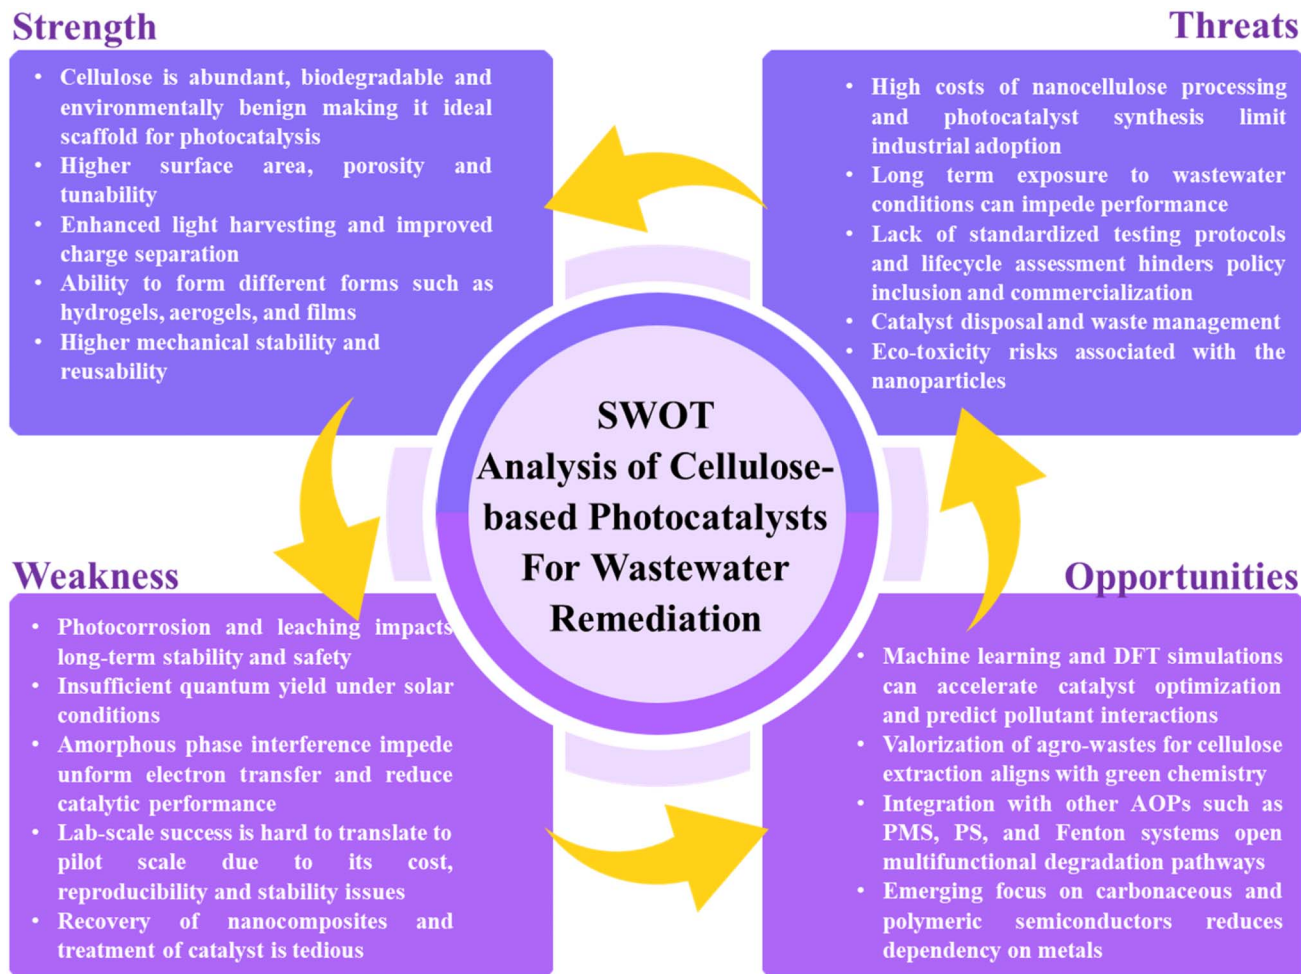 Strength
• Cellulose is abundant, biodegradable and
environmentally benign making it ideal
scaffold for photocatalysis
• Higher surface area, porosity and
tunability
• Enhanced light harvesting and improved
charge separation
• Ability to form different forms such as
hydrogels, aerogels, and films
• Higher mechanical stability and
reusability
Threats
• High costs of nanocellulose processing
and photocatalyst synthesis limit
industrial adoption
• Long term exposure to wastewater
conditions can impede performance
• Lack of standardized testing protocols
and lifecycle assessment hinders policy
inclusion and commercialization
• Catalyst disposal and waste management
• Eco-toxicity risks associated with the
nanoparticles
SWOT
Analysis of Cellulose-
based Photocatalysts
For Wastewater
Remediation
Weakness
• Photocorrosion and leaching impacts
long-term stability and safety
• Insufficient quantum yield under solar
conditions
• Amorphous phase interference impede
unform electron transfer and reduce
catalytic performance
• Lab-scale success is hard to translate to
pilot scale due to its cost,
reproducibility and stability issues
• Recovery of nanocomposites and
treatment of catalyst is tedious
Opportunities
• Machine learning and DFT simulations
can accelerate catalyst optimization
and predict pollutant interactions
• Valorization of agro-wastes for cellulose
extraction aligns with green chemistry
• Integration with other AOPs such as
PMS, PS, and Fenton systems open
multifunctional degradation pathways
• Emerging focus on carbonaceous and
polymeric semiconductors reduces
dependency on metals